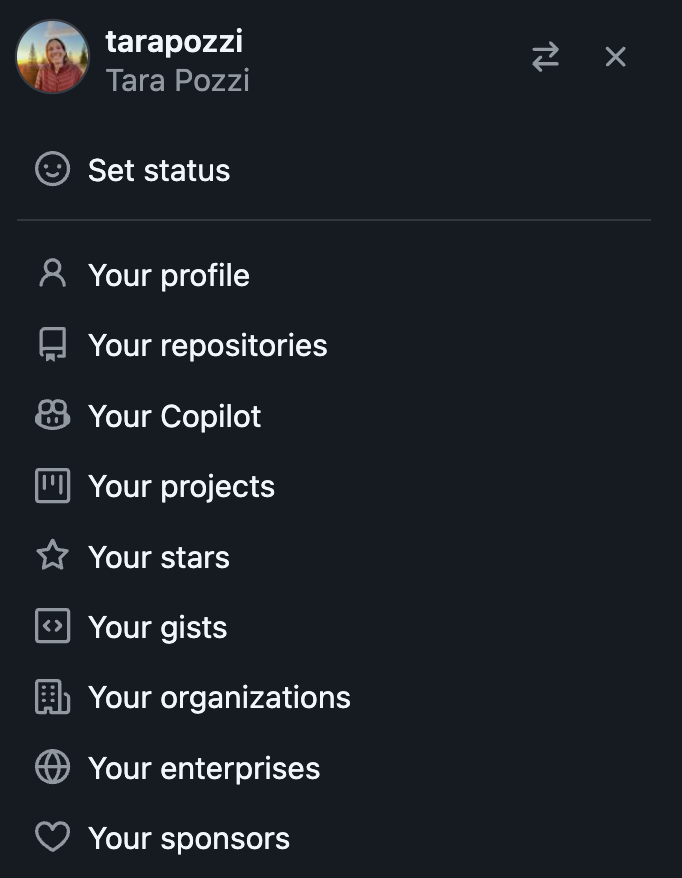 tarapozzi
Tara Pozzi
Set status
Your profile
Your repositories
Your Copilot
Your projects
Your stars
Your gists
Your organizations
Your enterprises
Your sponsors